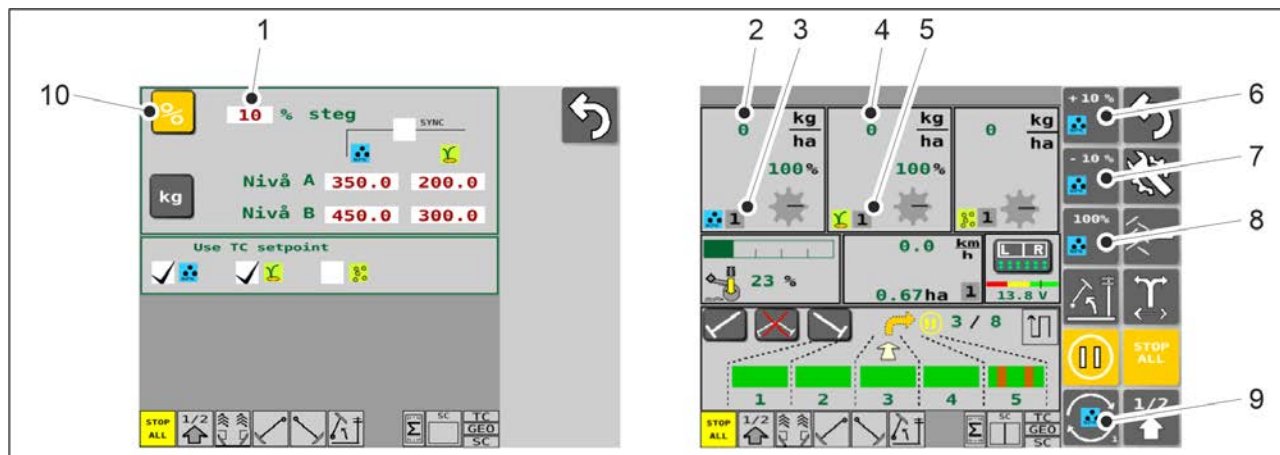 1 2 3 4 5
10 % 10 % steg
SYNC
Nivå A 350.0 200.0
kg
Nivå B 450.0 300.0
Use TC setpoint
STOP ALL 1/2 Σ SC TC GEO SC
0 kg/ha 0 kg/ha 0 kg/ha
100% 100%
1 1 1
+10 % 6
-10 % 7
100% 8
0.0 km/h L R
23 %
0.67ha 1 13.8 V
3 / 8
STOP ALL
1 2 3 4 5
1 1/2 9
STOP ALL 1/2 Σ SC TC GEO SC